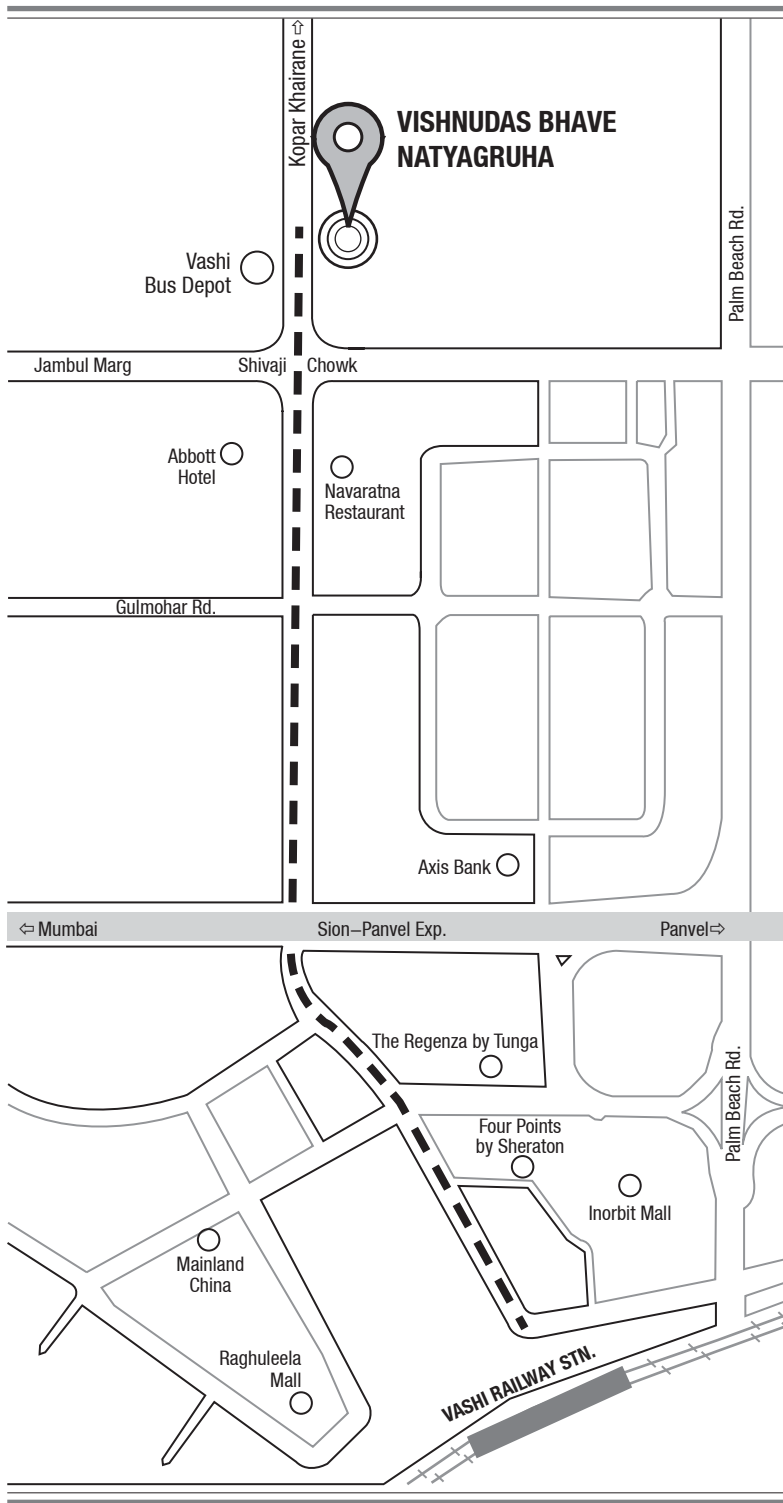 Kopar Khairane⇧
VISHNUDAS BHAVE
NATYAGRUHA
Palm Beach Rd.
Vashi
Bus Depot
Jambul Marg
Shivaji Chowk
Abbott
Hotel
Navaratna
Restaurant
Gulmohar Rd.
Axis Bank
⇦ Mumbai
Sion–Panvel Exp.
Panvel⇨
The Regenza by Tunga
Palm Beach Rd.
Four Points
by Sheraton
Inorbit Mall
Mainland
China
Raghuleela
Mall
VASHI RAILWAY STN.